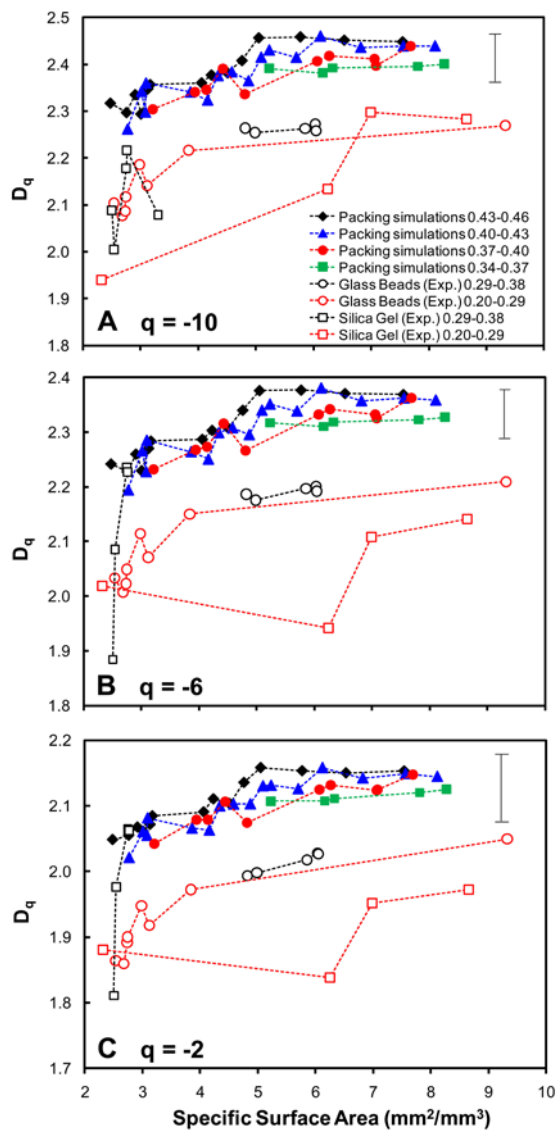 2.5
2.4
2.3
2.2
2.1
2.0
1.9
1.8
Dq
Packing simulations 0.43-0.46
Packing simulations 0.40-0.43
Packing simulations 0.37-0.40
Packing simulations 0.34-0.37
Glass Beads (Exp.) 0.29-0.38
Glass Beads (Exp.) 0.20-0.29
Silica Gel (Exp.) 0.29-0.38
Silica Gel (Exp.) 0.20-0.29
A q = -10
2.4
2.3
2.2
2.1
2.0
1.9
1.8
Dq
B q = -6
2.2
2.1
2.0
1.9
1.8
1.7
Dq
C q = -2
2 3 4 5 6 7 8 9 10
Specific Surface Area (mm²/mm³)